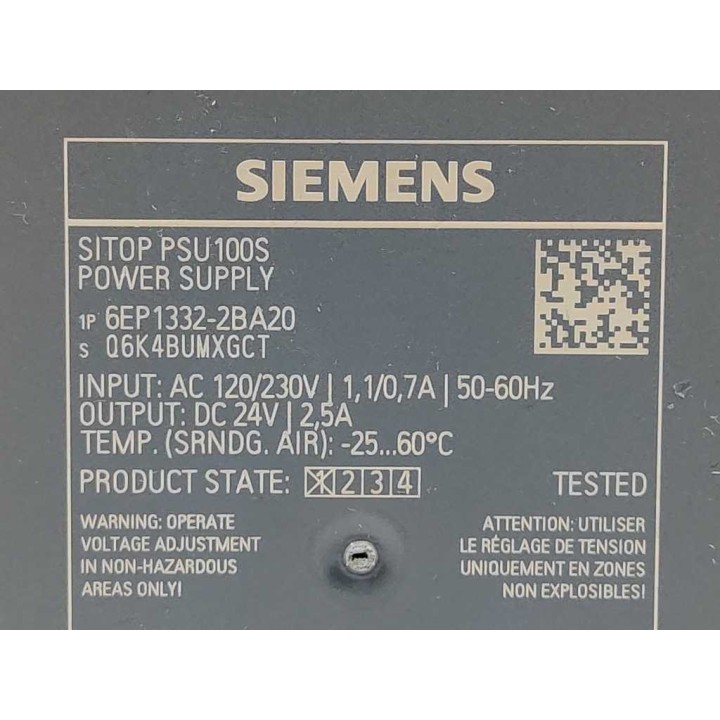 SIEMENS
SITOP PSU100S
POWER SUPPLY
1P 6EP1332-2BA20
S Q6K4BUMXGCT
INPUT: AC 120/230V | 1,1/0,7A | 50-60Hz
OUTPUT: DC 24V | 2,5A
TEMP. (SRNDG. AIR): -25...60°C
PRODUCT STATE: X 2 3 4 TESTED
WARNING: OPERATE
VOLTAGE ADJUSTMENT
IN NON-HAZARDOUS
AREAS ONLY!
ATTENTION: UTILISER
LE RÉGLAGE DE TENSION
UNIQUEMENT EN ZONES
NON EXPLOSIBLES!